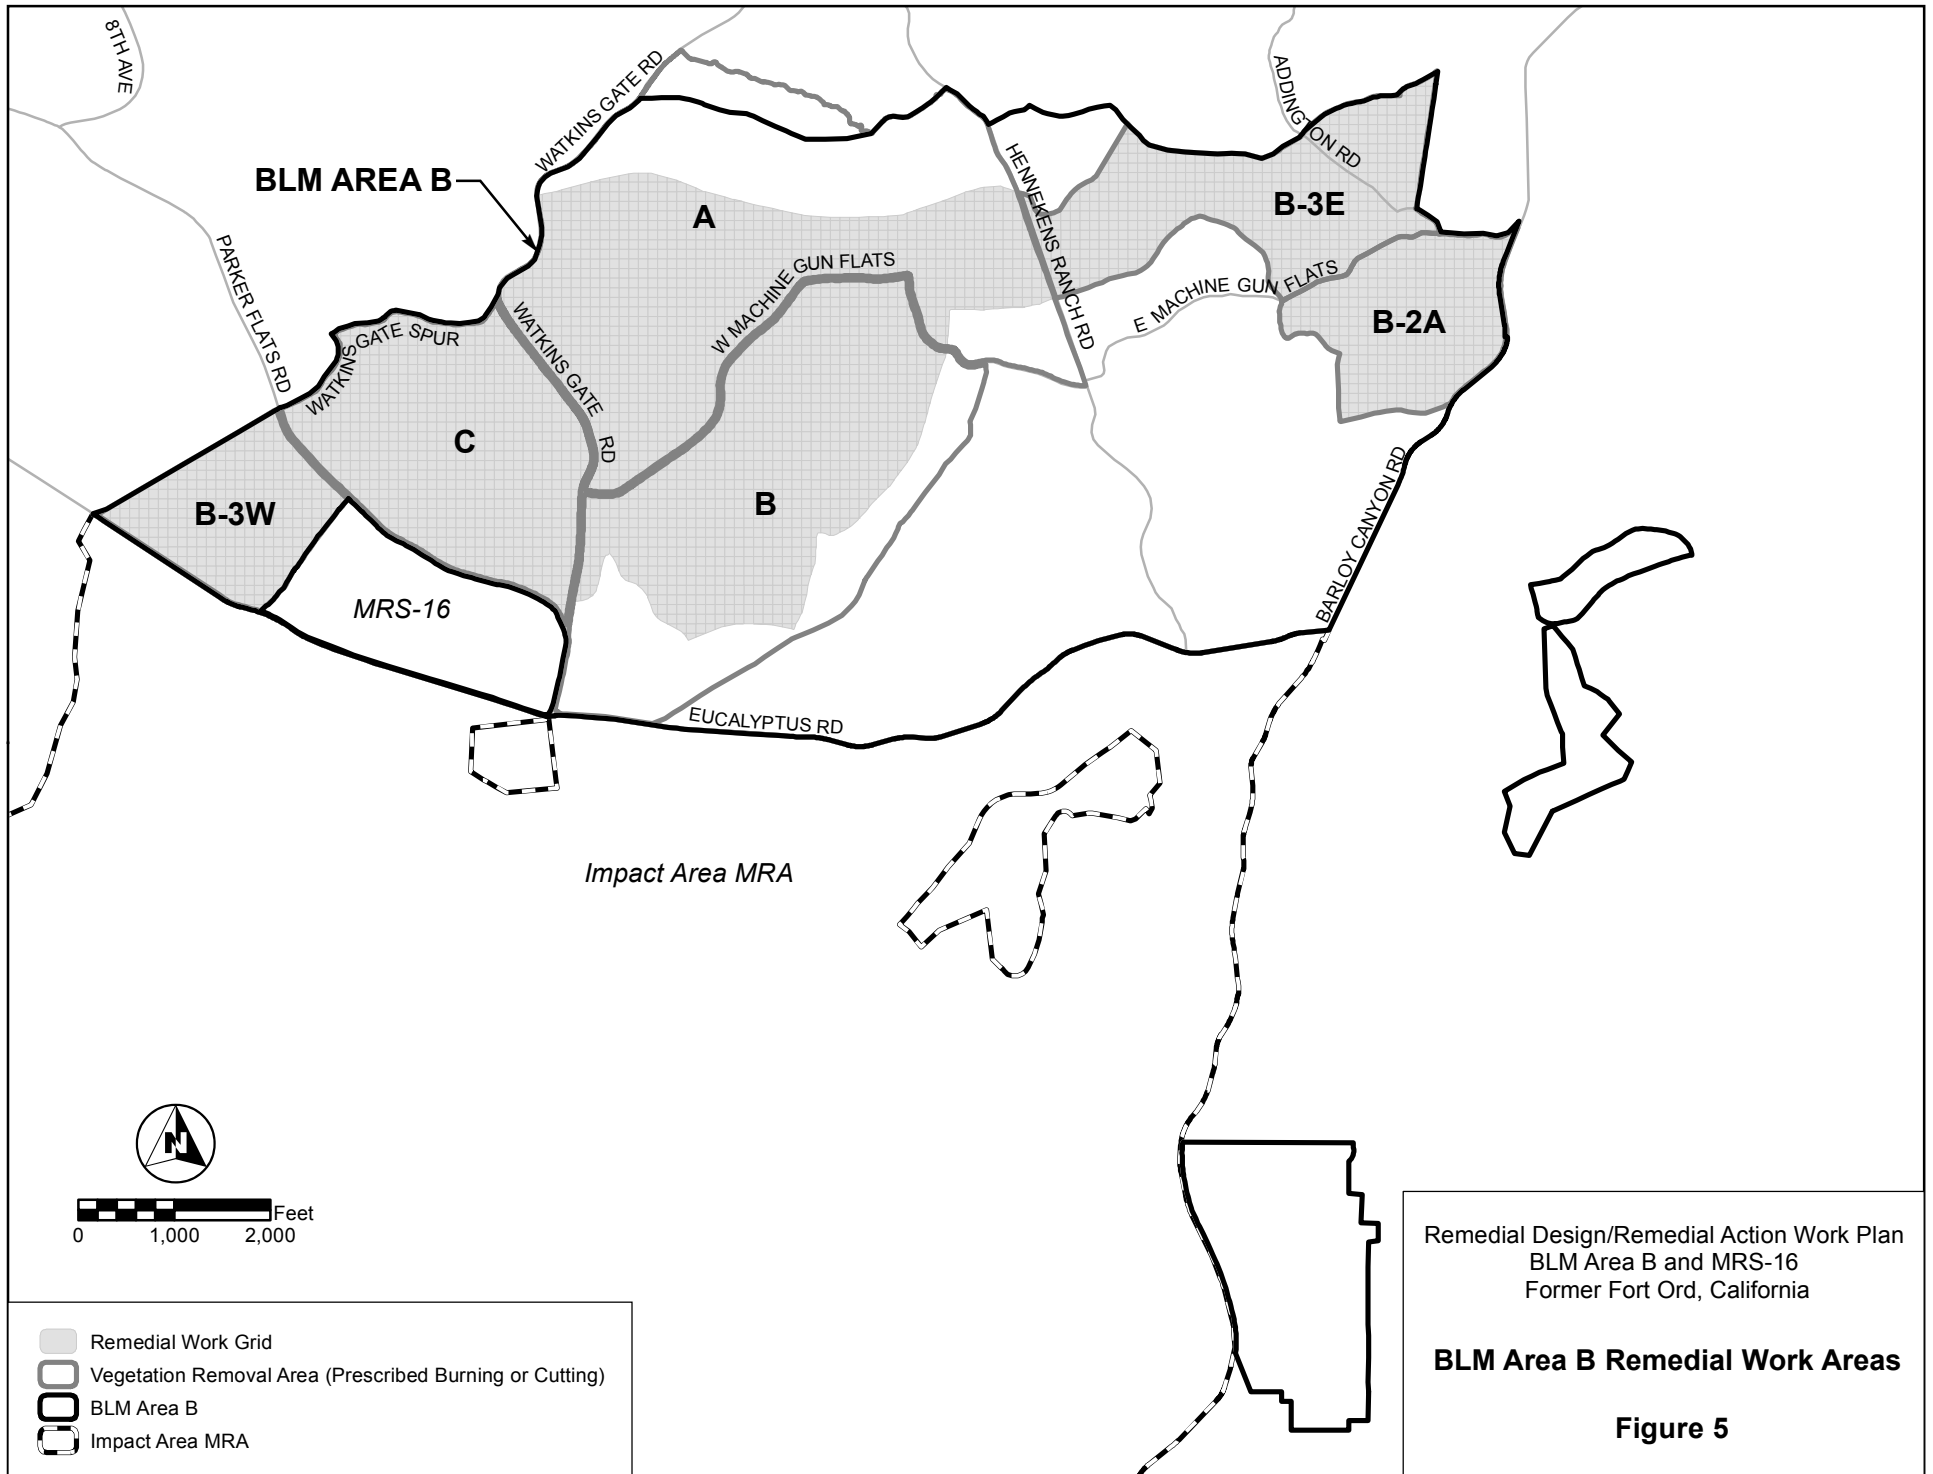 8TH AVE
WATKINS GATE RD
ADDINGTON RD
BLM AREA B
HENNEKENS RANCH RD
A
B-3E
PARKER FLATS RD
W MACHINE GUN FLATS
E MACHINE GUN FLATS
WATKINS GATE SPUR
WATKINS GATE RD
B-2A
C
B-3W
B
BARLOY CANYON RD
MRS-16
EUCALYPTUS RD
Impact Area MRA
N
Feet
0 1,000 2,000
Remedial Work Grid
Vegetation Removal Area (Prescribed Burning or Cutting)
BLM Area B
Impact Area MRA
Remedial Design/Remedial Action Work Plan
BLM Area B and MRS-16
Former Fort Ord, California
BLM Area B Remedial Work Areas
Figure 5